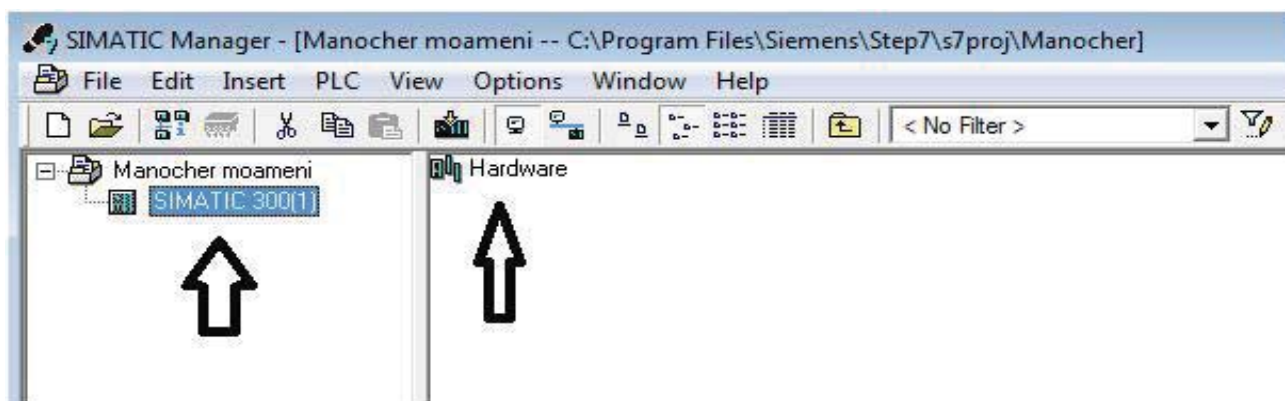 SIMATIC Manager - [Manocher moameni -- C:\Program Files\Siemens\Step7\s7proj\Manocher]
File Edit Insert PLC View Options Window Help
< No Filter >
Manocher moameni
SIMATIC 300(1)
Hardware